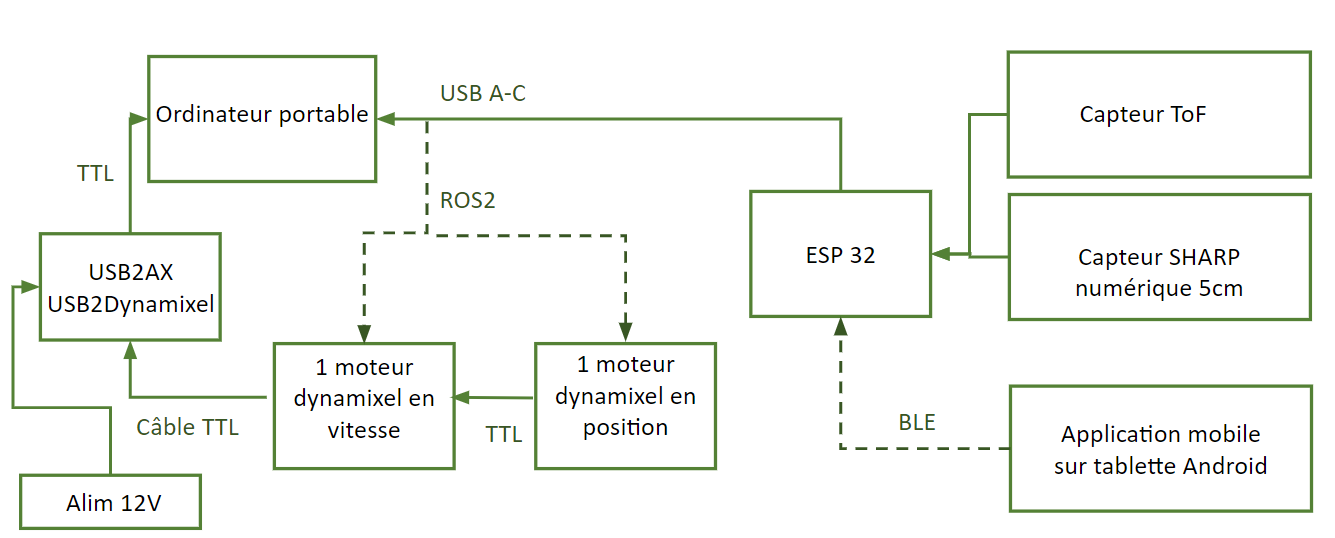 USB A-C
Ordinateur portable
Capteur ToF
TTL
ROS2
ESP 32
Capteur SHARP
numérique 5cm
USB2AX
USB2Dynamixel
1 moteur
dynamixel en
vitesse
1 moteur
dynamixel en
position
Câble TTL
TTL
BLE
Application mobile
sur tablette Android
Alim 12V